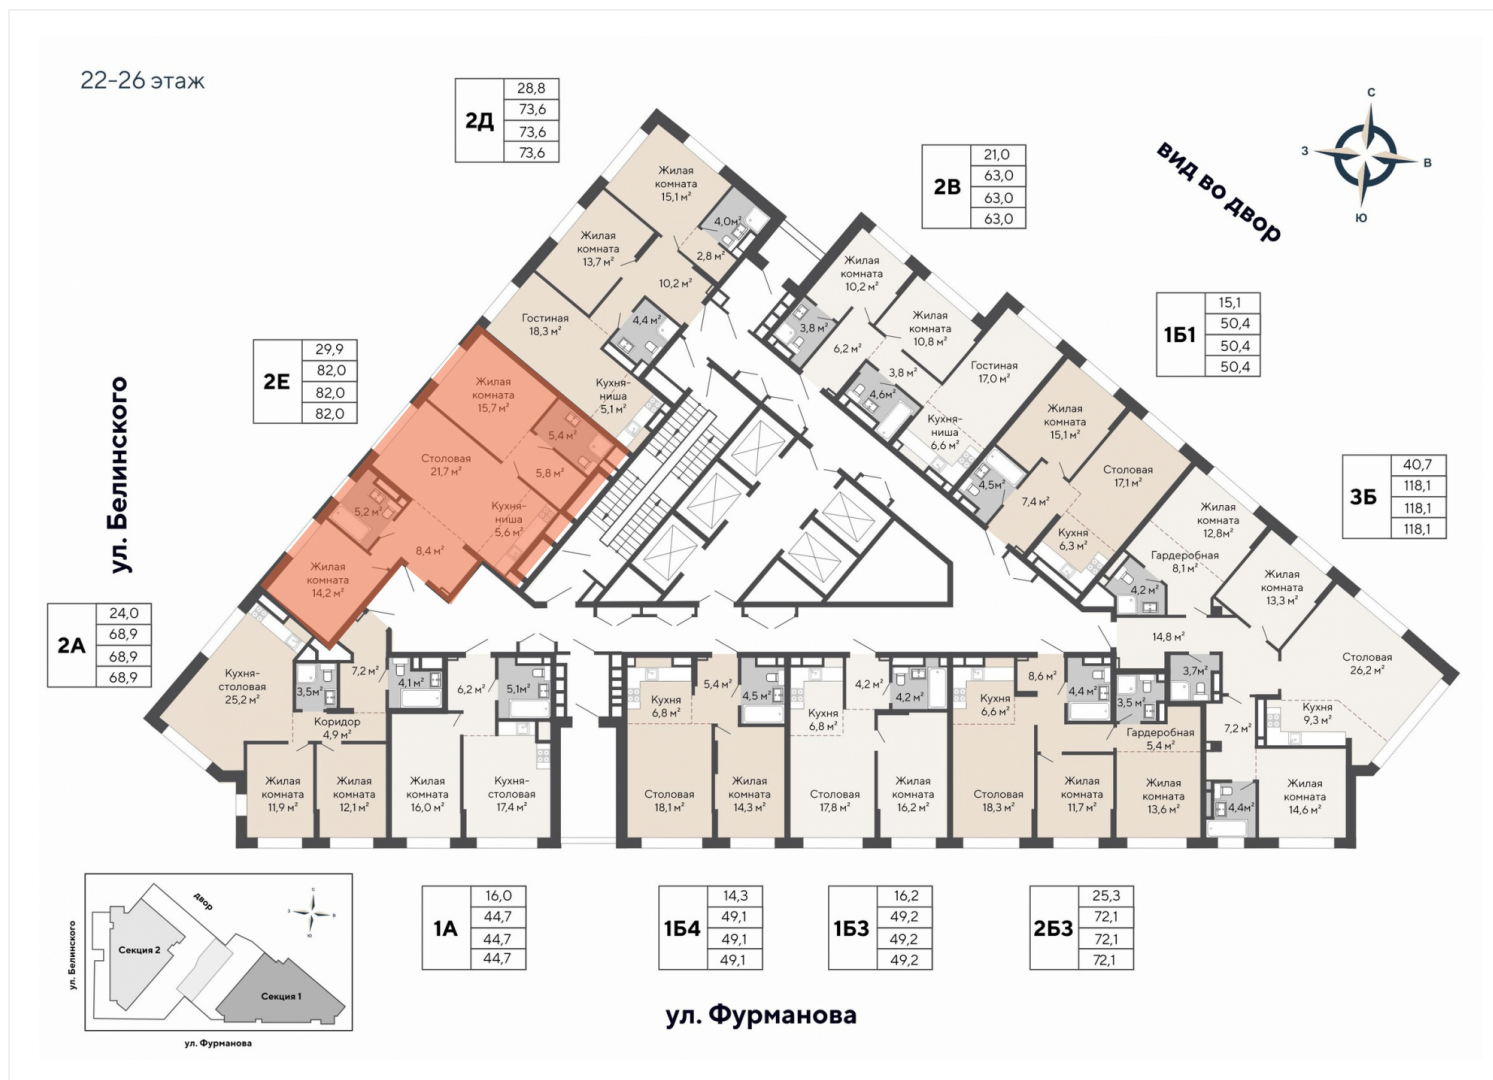 22-26 этаж
2Д
28,8
73,6
73,6
73,6
2В
21,0
63,0
63,0
63,0
вид во двор
С
З
В
Ю
1Б1
15,1
50,4
50,4
50,4
2Е
29,9
82,0
82,0
82,0
ул. Белинского
3Б
40,7
118,1
118,1
118,1
2А
24,0
68,9
68,9
68,9
Жилая
комната
15,1 м²
4,0м²
2,8 м²
Жилая
комната
13,7 м²
10,2 м²
Гостиная
18,3 м²
4,4 м²
Кухня-
ниша
5,1 м²
Жилая
комната
15,7 м²
5,4 м²
5,8 м²
Столовая
21,7 м²
Кухня-
ниша
5,6 м²
5,2 м²
8,4 м²
Жилая
комната
14,2 м²
Жилая
комната
10,2 м²
3,8 м²
6,2 м²
Жилая
комната
10,8 м²
3,8 м²
4,6м²
Гостиная
17,0 м²
Кухня-
ниша
6,6 м²
Жилая
комната
15,1 м²
4,5м²
7,4 м²
Столовая
17,1 м²
Кухня
6,3 м²
Жилая
комната
12,8м²
Гардеробная
8,1 м²
4,2 м²
Жилая
комната
13,3 м²
14,8 м²
3,7м²
Столовая
26,2 м²
Кухня
9,3 м²
7,2 м²
4,4м²
Жилая
комната
14,6 м²
Кухня-
столовая
25,2 м²
3,5м²
7,2 м²
Коридор
4,9 м²
Жилая
комната
11,9 м²
Жилая
комната
12,1 м²
4,1 м²
6,2 м²
5,1м²
Жилая
комната
16,0 м²
Кухня-
столовая
17,4 м²
Кухня
6,8 м²
5,4 м²
4,5 м²
Столовая
18,1 м²
Жилая
комната
14,3 м²
Кухня
6,8 м²
4,2 м²
4,2 м²
Столовая
17,8 м²
Жилая
комната
16,2 м²
Кухня
6,6 м²
8,6 м²
4,4 м²
Столовая
18,3 м²
Жилая
комната
11,7 м²
3,5 м²
Гардеробная
5,4 м²
Жилая
комната
13,6 м²
1А
16,0
44,7
44,7
44,7
1Б4
14,3
49,1
49,1
49,1
1Б3
16,2
49,2
49,2
49,2
2Б3
25,3
72,1
72,1
72,1
ул. Фурманова
двор
ул. Белинского
Секция 2
Секция 1
С
З
В
Ю
ул. Фурманова